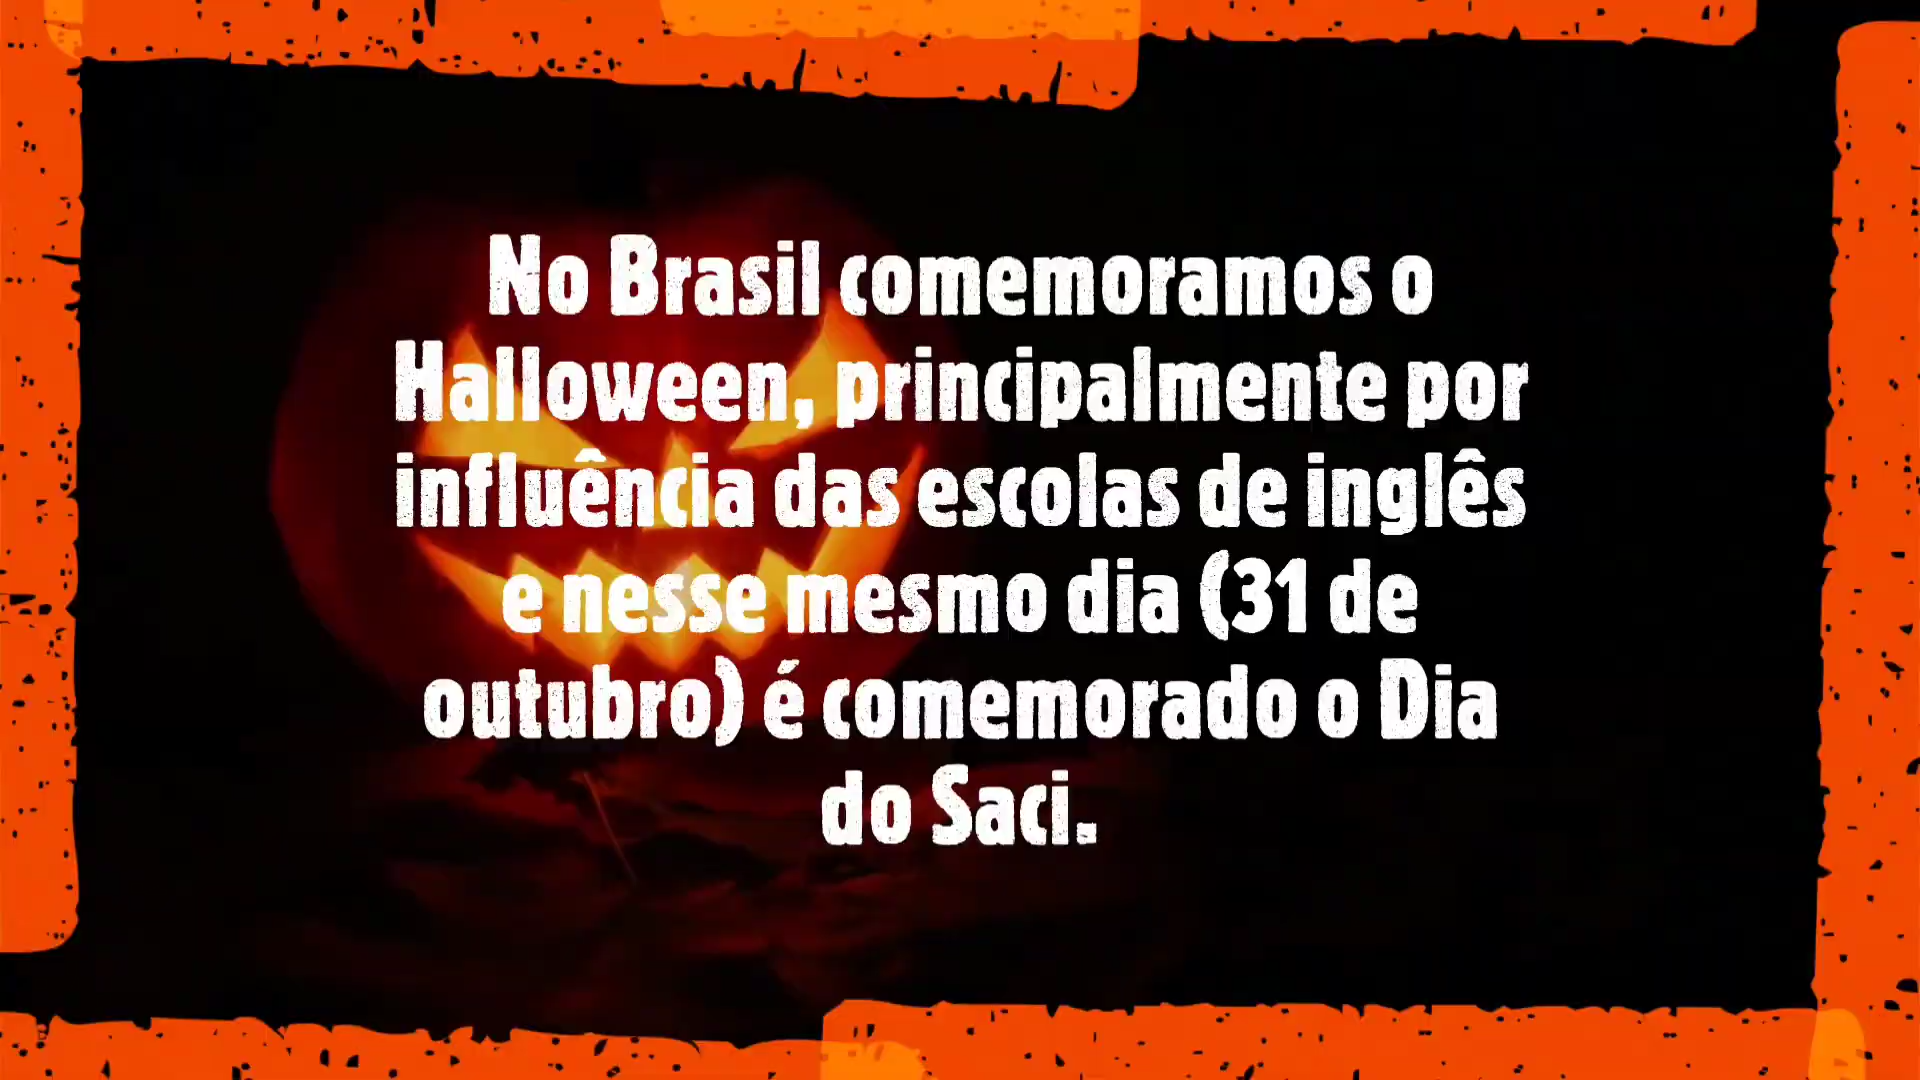 No Brasil comemoramos o
Halloween, principalmente por
influência das escolas de inglês
e nesse mesmo dia (31 de
outubro) é comemorado o Dia
do Saci.